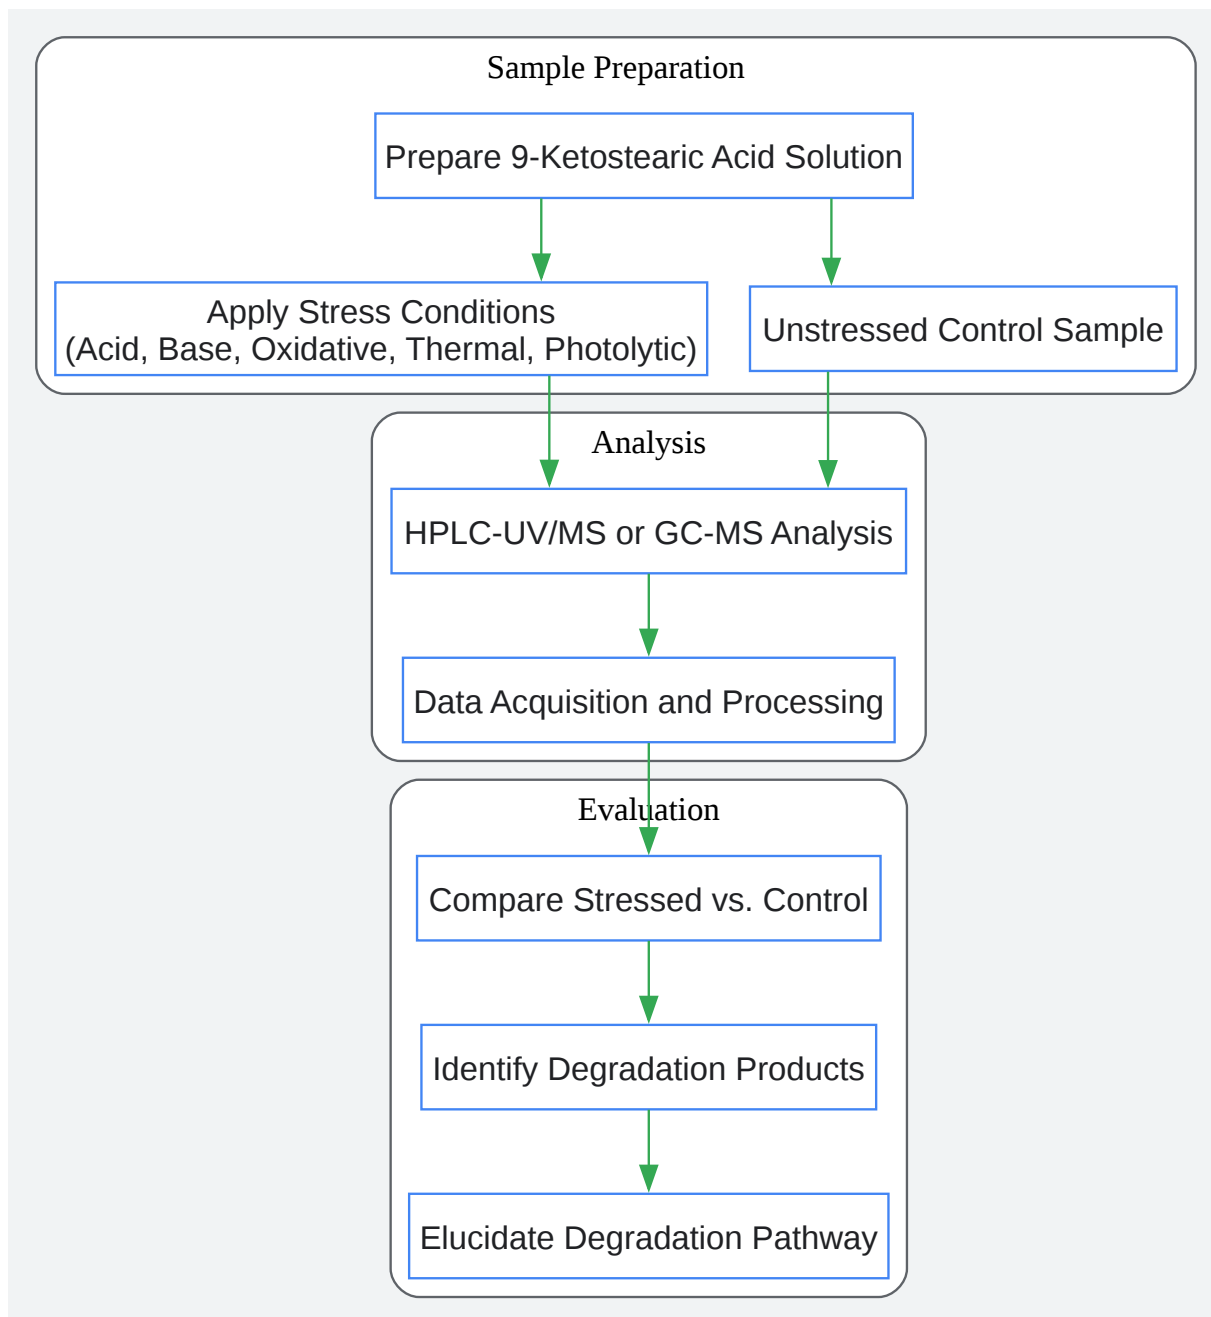 Sample Preparation
Prepare 9-Ketostearic Acid Solution
Apply Stress Conditions
(Acid, Base, Oxidative, Thermal, Photolytic)
Unstressed Control Sample
Analysis
HPLC-UV/MS or GC-MS Analysis
Data Acquisition and Processing
Evaluation
Compare Stressed vs. Control
Identify Degradation Products
Elucidate Degradation Pathway